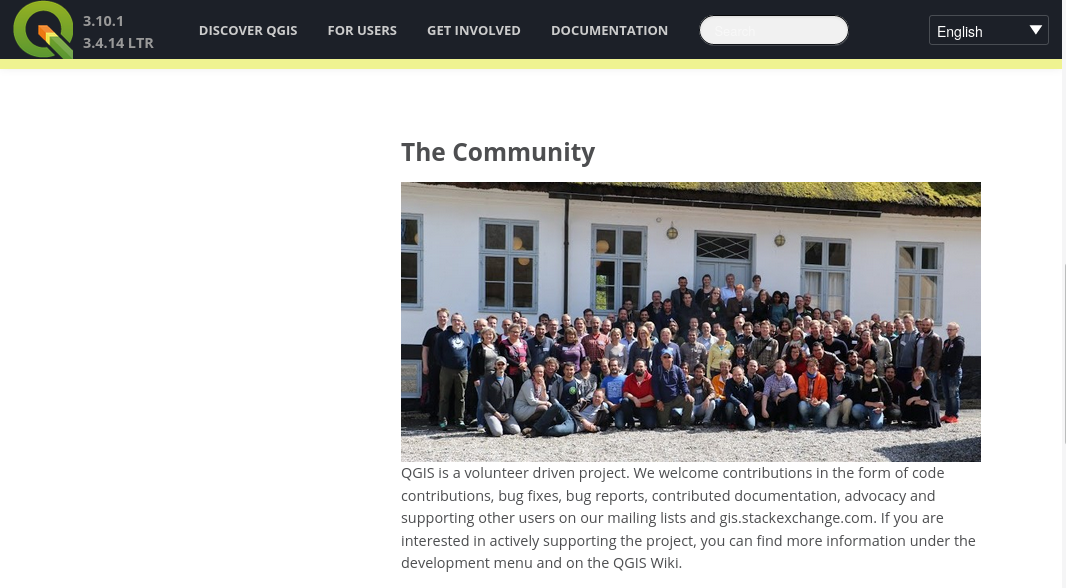 3.10.1
3.4.14 LTR
DISCOVER QGIS
FOR USERS
GET INVOLVED
DOCUMENTATION
Search
English
The Community
QGIS is a volunteer driven project. We welcome contributions in the form of code
contributions, bug fixes, bug reports, contributed documentation, advocacy and
supporting other users on our mailing lists and gis.stackexchange.com. If you are
interested in actively supporting the project, you can find more information under the
development menu and on the QGIS Wiki.